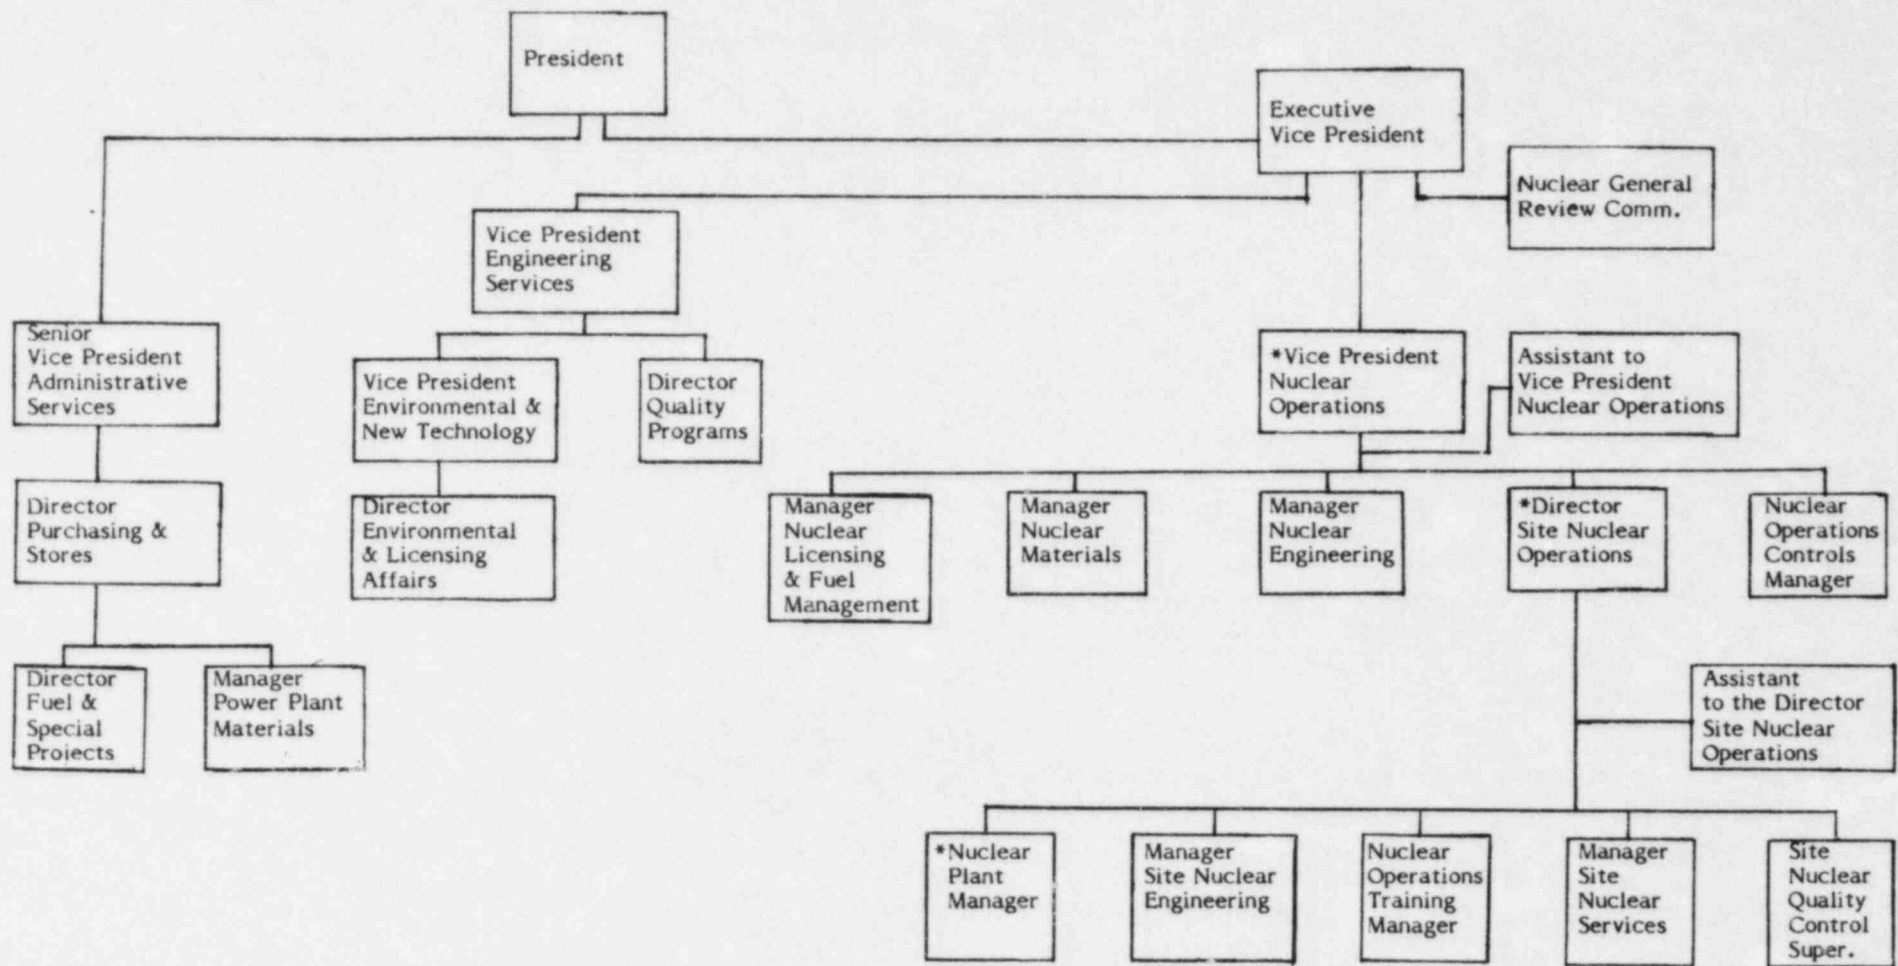 President
Executive
Vice President
Nuclear General
Review Comm.
Vice President
Engineering
Services
Senior
Vice President
Administrative
Services
Vice President
Environmental &
New Technology
Director
Quality
Programs
*Vice President
Nuclear
Operations
Assistant to
Vice President
Nuclear Operations
Director
Purchasing &
Stores
Director
Environmental
& Licensing
Affairs
Manager
Nuclear
Licensing
& Fuel
Management
Manager
Nuclear
Materials
Manager
Nuclear
Engineering
*Director
Site Nuclear
Operations
Nuclear
Operations
Controls
Manager
Director
Fuel &
Special
Projects
Manager
Power Plant
Materials
Assistant
to the Director
Site Nuclear
Operations
*Nuclear
Plant
Manager
Manager
Site Nuclear
Engineering
Nuclear
Operations
Training
Manager
Manager
Site
Nuclear
Services
Site
Nuclear
Quality
Control
Super.